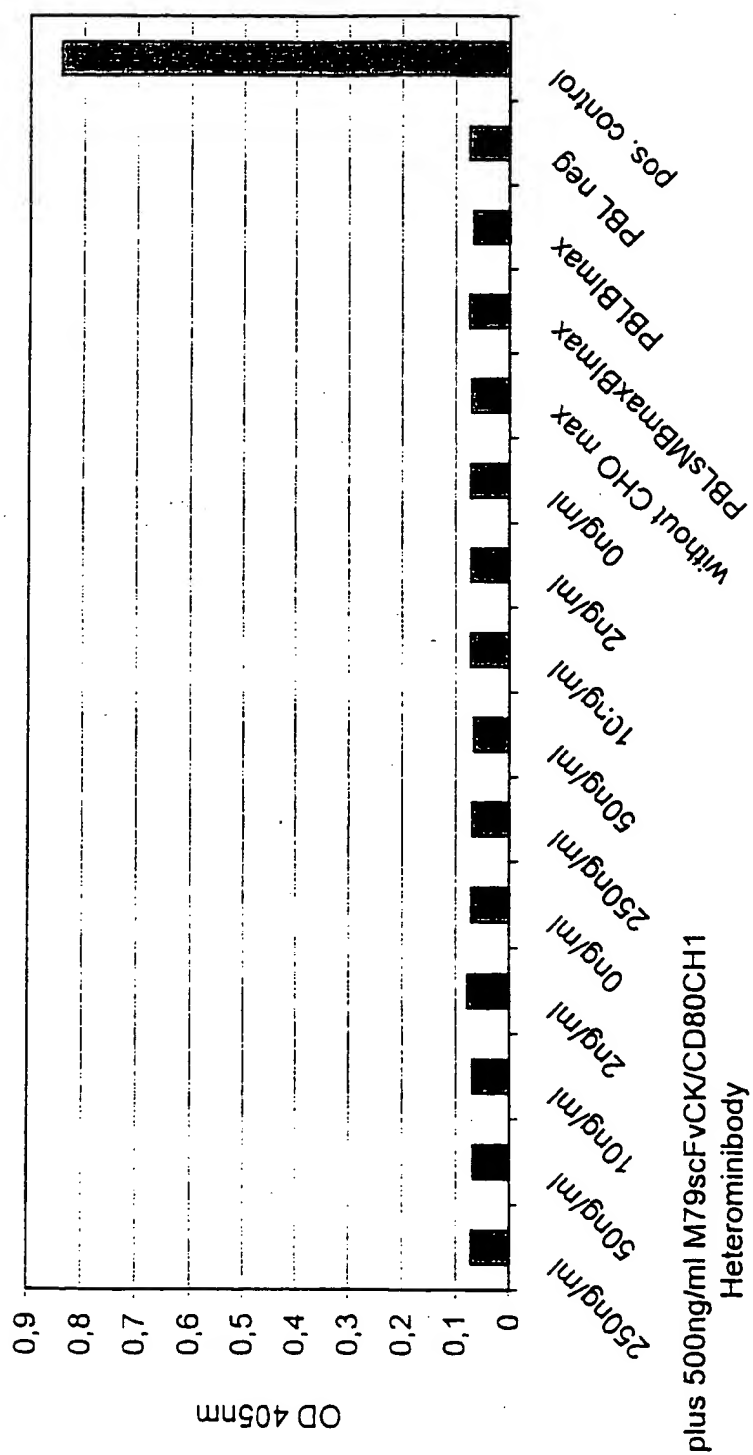 OD 405nm
0,9
0,8
0,7
0,6
0,5
0,4
0,3
0,2
0,1
0
250ng/ml
50ng/ml
10ng/ml
2ng/ml
0ng/ml
250ng/ml
50ng/ml
10ng/ml
2ng/ml
0ng/ml
without CHO max
PBLsMBmaxBlmax
PBLBlmax
PBL neg
pos. control
plus 500ng/ml M79scFvCK/CD80CH1
Heterominibody